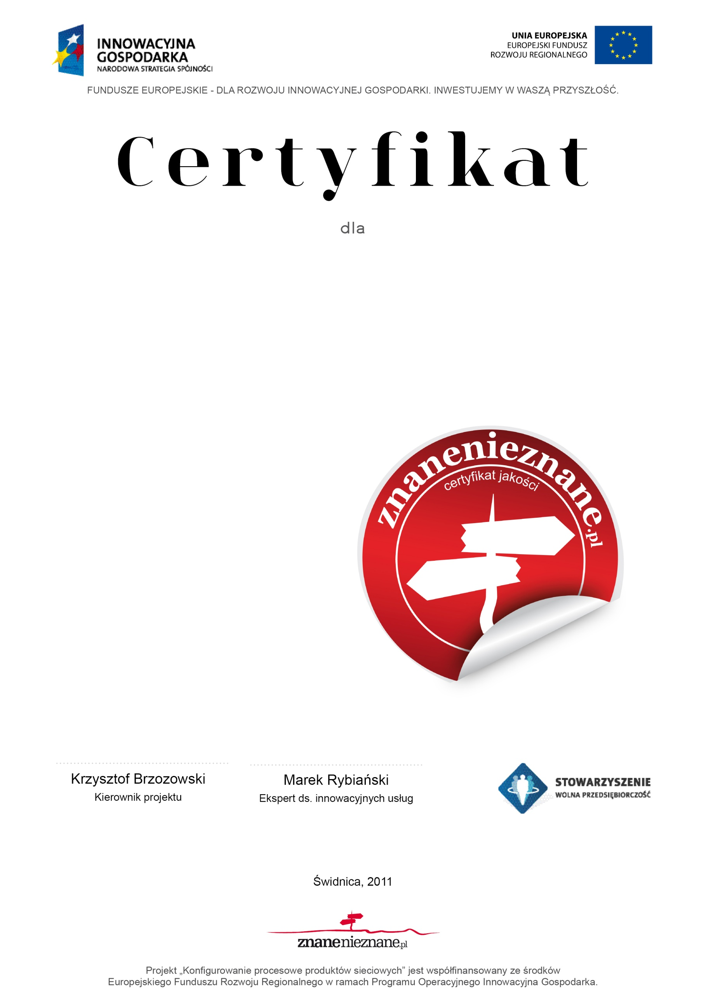 INNOWACYJNA
GOSPODARKA
NARODOWA STRATEGIA SPÓJNOŚCI
UNIA EUROPEJSKA
EUROPEJSKI FUNDUSZ
ROZWOJU REGIONALNEGO
FUNDUSZE EUROPEJSKIE - DLA ROZWOJU INNOWACYJNEJ GOSPODARKI. INWESTUJEMY W WASZĄ PRZYSZŁOŚĆ.
Certyfikat
dla
znanenieznane.pl
certyfikat jakości
Krzysztof Brzozowski
Kierownik projektu
Marek Rybiański
Ekspert ds. innowacyjnych usług
STOWARZYSZENIE
WOLNA PRZEDSIĘBIORCZOŚĆ
Świdnica, 2011
znanenieznane.pl
Projekt „Konfigurowanie procesowe produktów sieciowych” jest współfinansowany ze środków
Europejskiego Funduszu Rozwoju Regionalnego w ramach Programu Operacyjnego Innowacyjna Gospodarka.